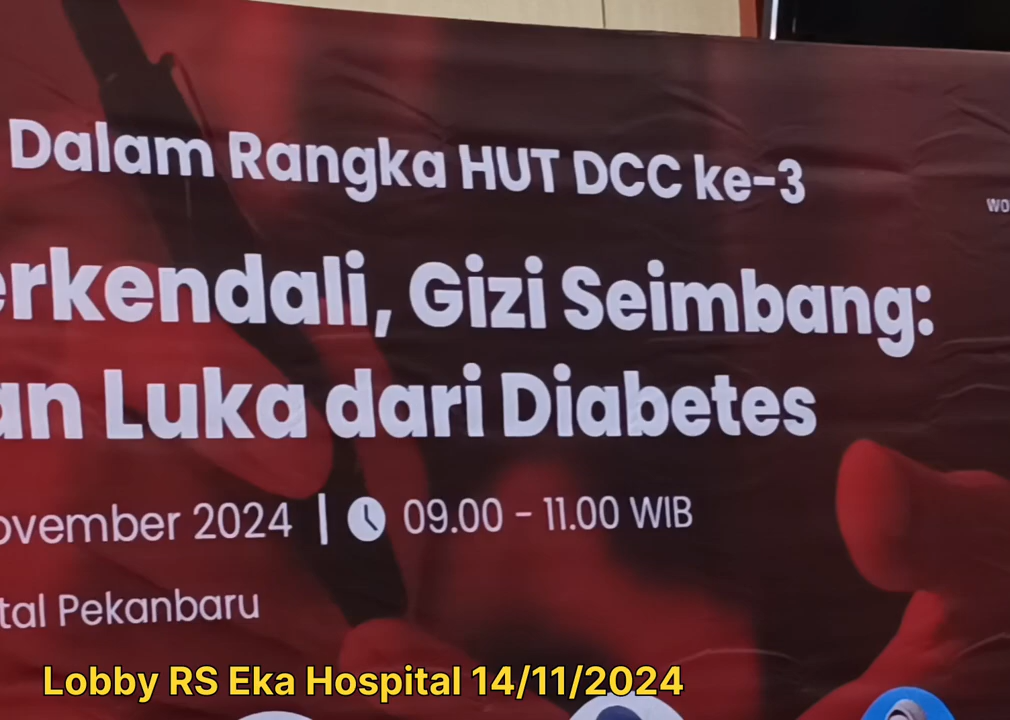 Dalam Rangka HUT DCC ke-3
erkendali, Gizi Seimbang:
an Luka dari Diabetes
ovember 2024 | 09.00 - 11.00 WIB
tal Pekanbaru
Lobby RS Eka Hospital 14/11/2024